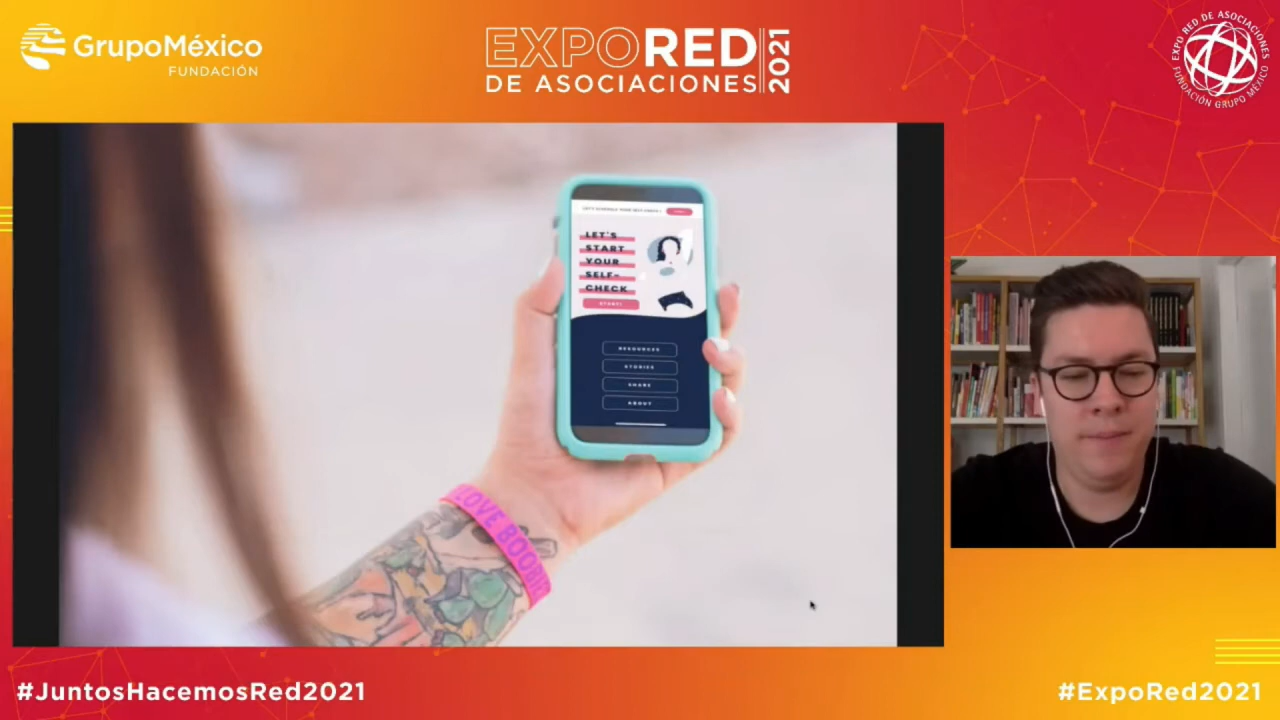 GrupoMéxico
FUNDACIÓN
EXPORED
DE ASOCIACIONES
2021
EXPO RED DE ASOCIACIONES
FUNDACIÓN GRUPO MÉXICO
LET'S
START
YOUR
SELF-
CHECK
START!
RESOURCES
STORIES
SHARE
ABOUT
LOVE BOOBIE
#JuntosHacemosRed2021
#ExpoRed2021